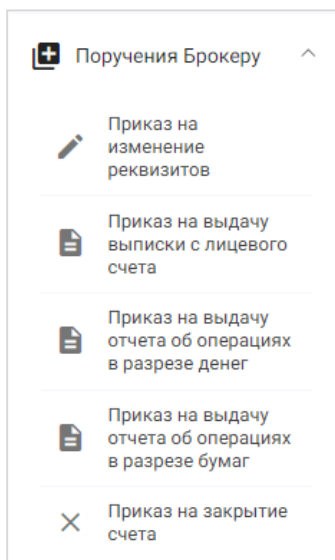 Поручения Брокеру
Приказ на
изменение
реквизитов
Приказ на выдачу
выписки с лицевого
счета
Приказ на выдачу
отчета об операциях
в разрезе денег
Приказ на выдачу
отчета об операциях
в разрезе бумаг
Приказ на закрытие
счета